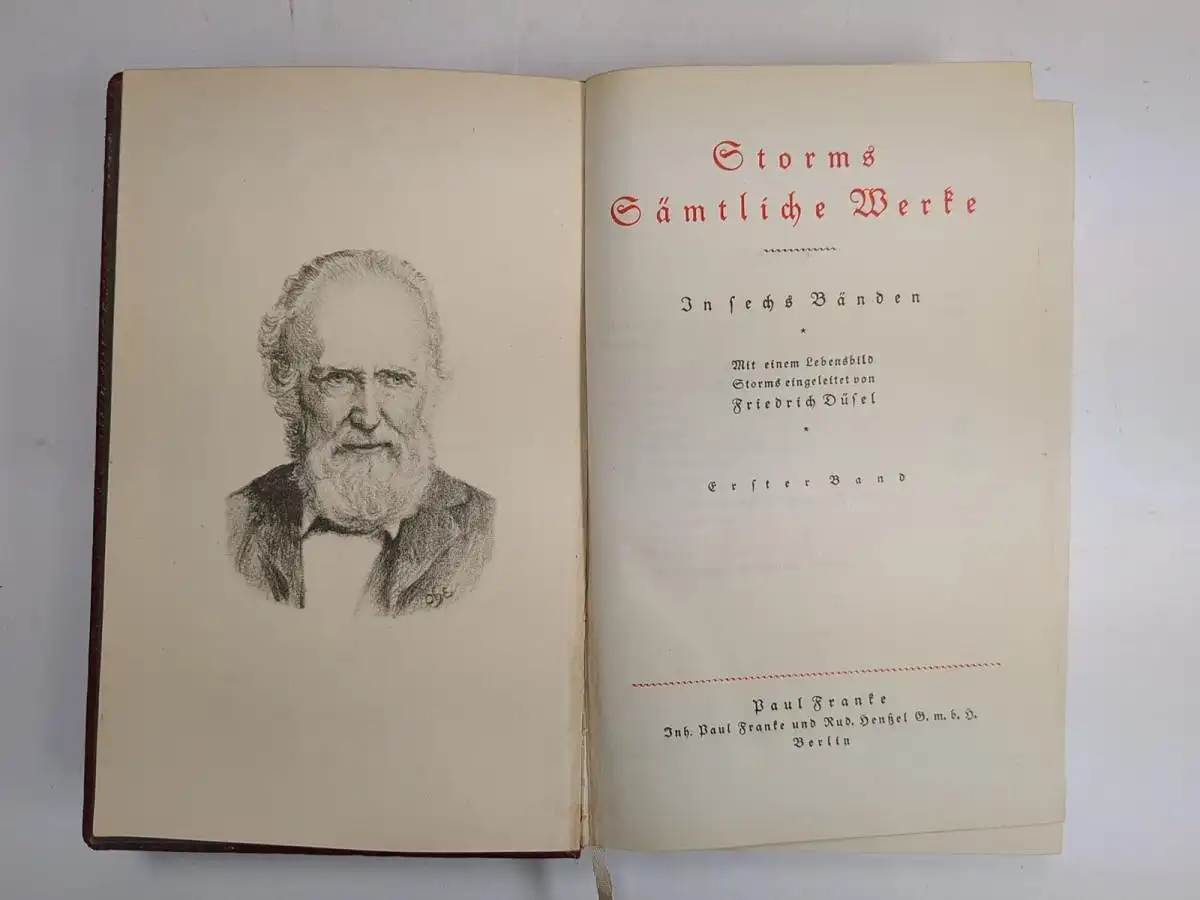 Storms
Sämtliche Werke
In sechs Bänden
*
Mit einem Lebensbild
Storms eingeleitet von
Friedrich Düsel
*
Erster Band
Paul Franke
Inh. Paul Franke und Rud. Henßel G. m. b. H.
Berlin